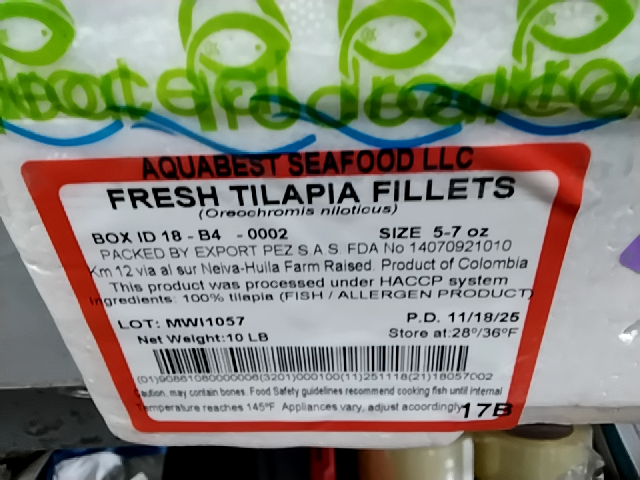 AQUABEST SEAFOOD LLC
FRESH TILAPIA FILLETS
(Oreochromis niloticus)
BOX ID 18 - B4 - 0002 SIZE 5-7 oz
PACKED BY EXPORT PEZ S.A.S. FDA No 14070921010
Km 12 via al sur Neiva-Huila Farm Raised. Product of Colombia
This product was processed under HACCP system
Ingredients: 100% tilapia (FISH / ALLERGEN PRODUCT)
LOT: MWI1057 P.D. 11/18/25
Net Weight:10 LB Store at:28°/36°F
(01)90861080000006(3201)000100(11)251118(21)18057002
Caution, may contain bones. Food Safety guidelines recommend cooking fish until internal
Temperature reaches 145°F Appliances vary, adjust acoordingly 17B